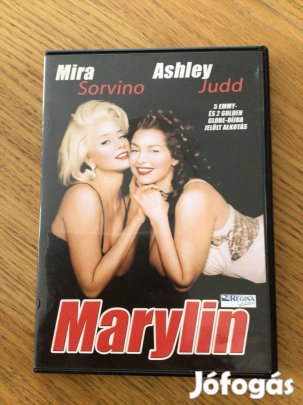 Mira Ashley
Sorvino Judd
5 EMMY-
ÉS 2 GOLDEN
GLOBE-DÍJRA
JELÖLT ALKOTÁS
REGINA
Marylin
Jófogás